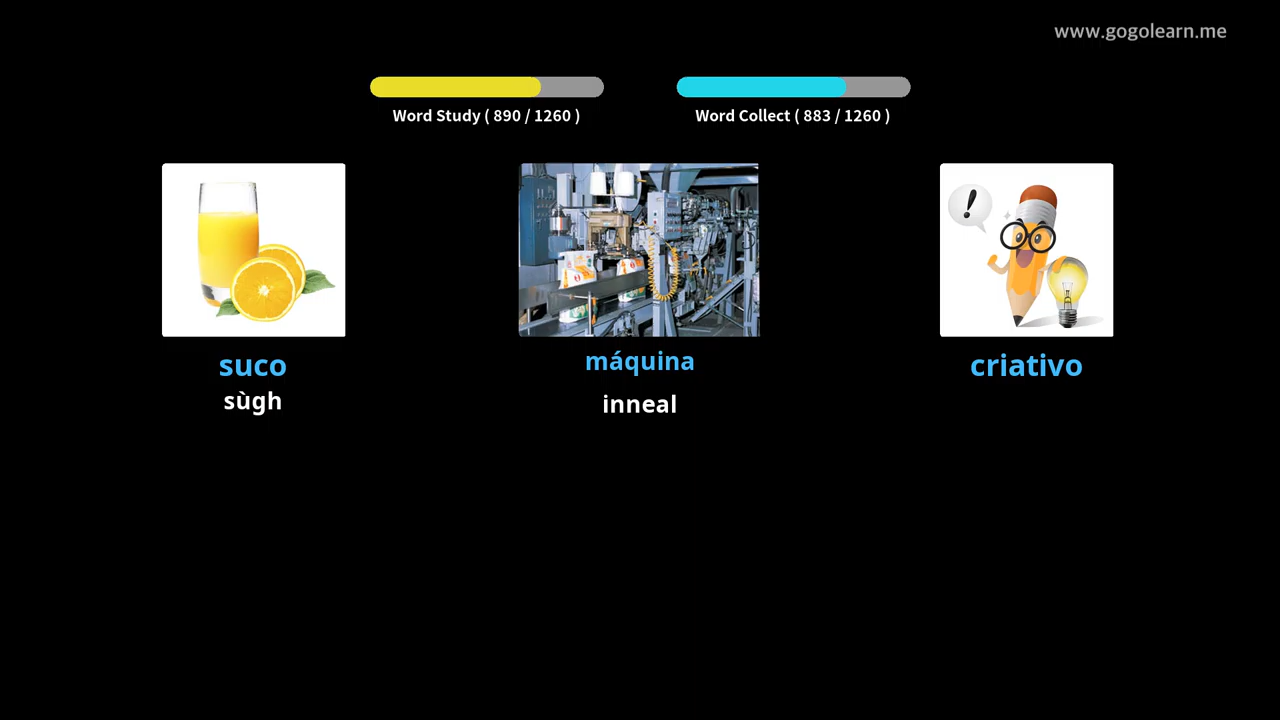 www.gogolearn.me
Word Study ( 890 / 1260 )
Word Collect ( 883 / 1260 )
!
suco
máquina
criativo
sùgh
inneal